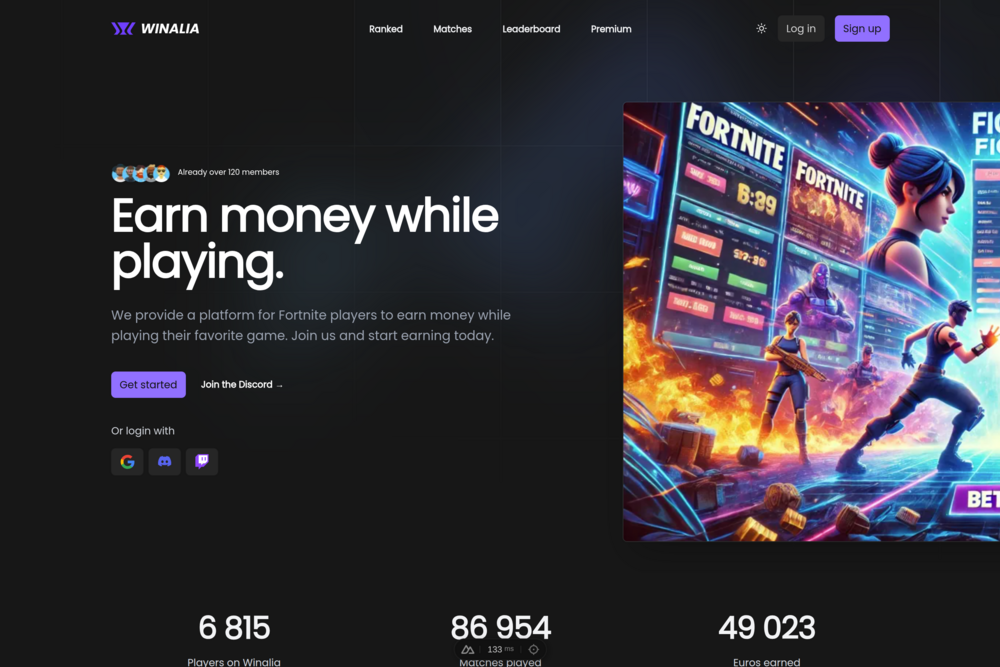 WINALIA
Ranked
Matches
Leaderboard
Premium
Log in
Sign up
Already over 120 members
Earn money while
playing.
We provide a platform for Fortnite players to earn money while
playing their favorite game. Join us and start earning today.
Get started
Join the Discord →
Or login with
FORTNITE
6:89
FORTNITE
BET
6 815
86 954
49 023
133 ms
Players on Winalia
Matches played
Euros earned